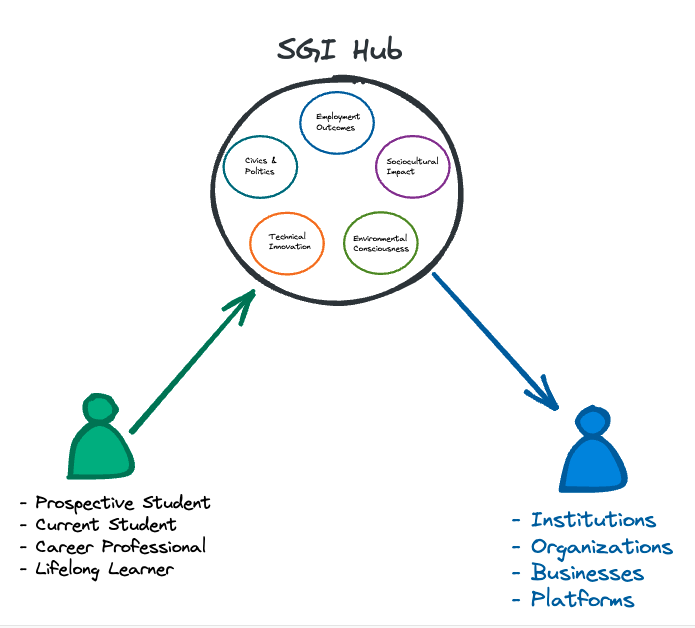 SGI Hub
Employment
Outcomes
Civics &
Politics
Sociocultural
Impact
Technical
Innovation
Environmental
Consciousness
- Prospective Student
- Current Student
- Career Professional
- Lifelong Learner
- Institutions
- Organizations
- Businesses
- Platforms